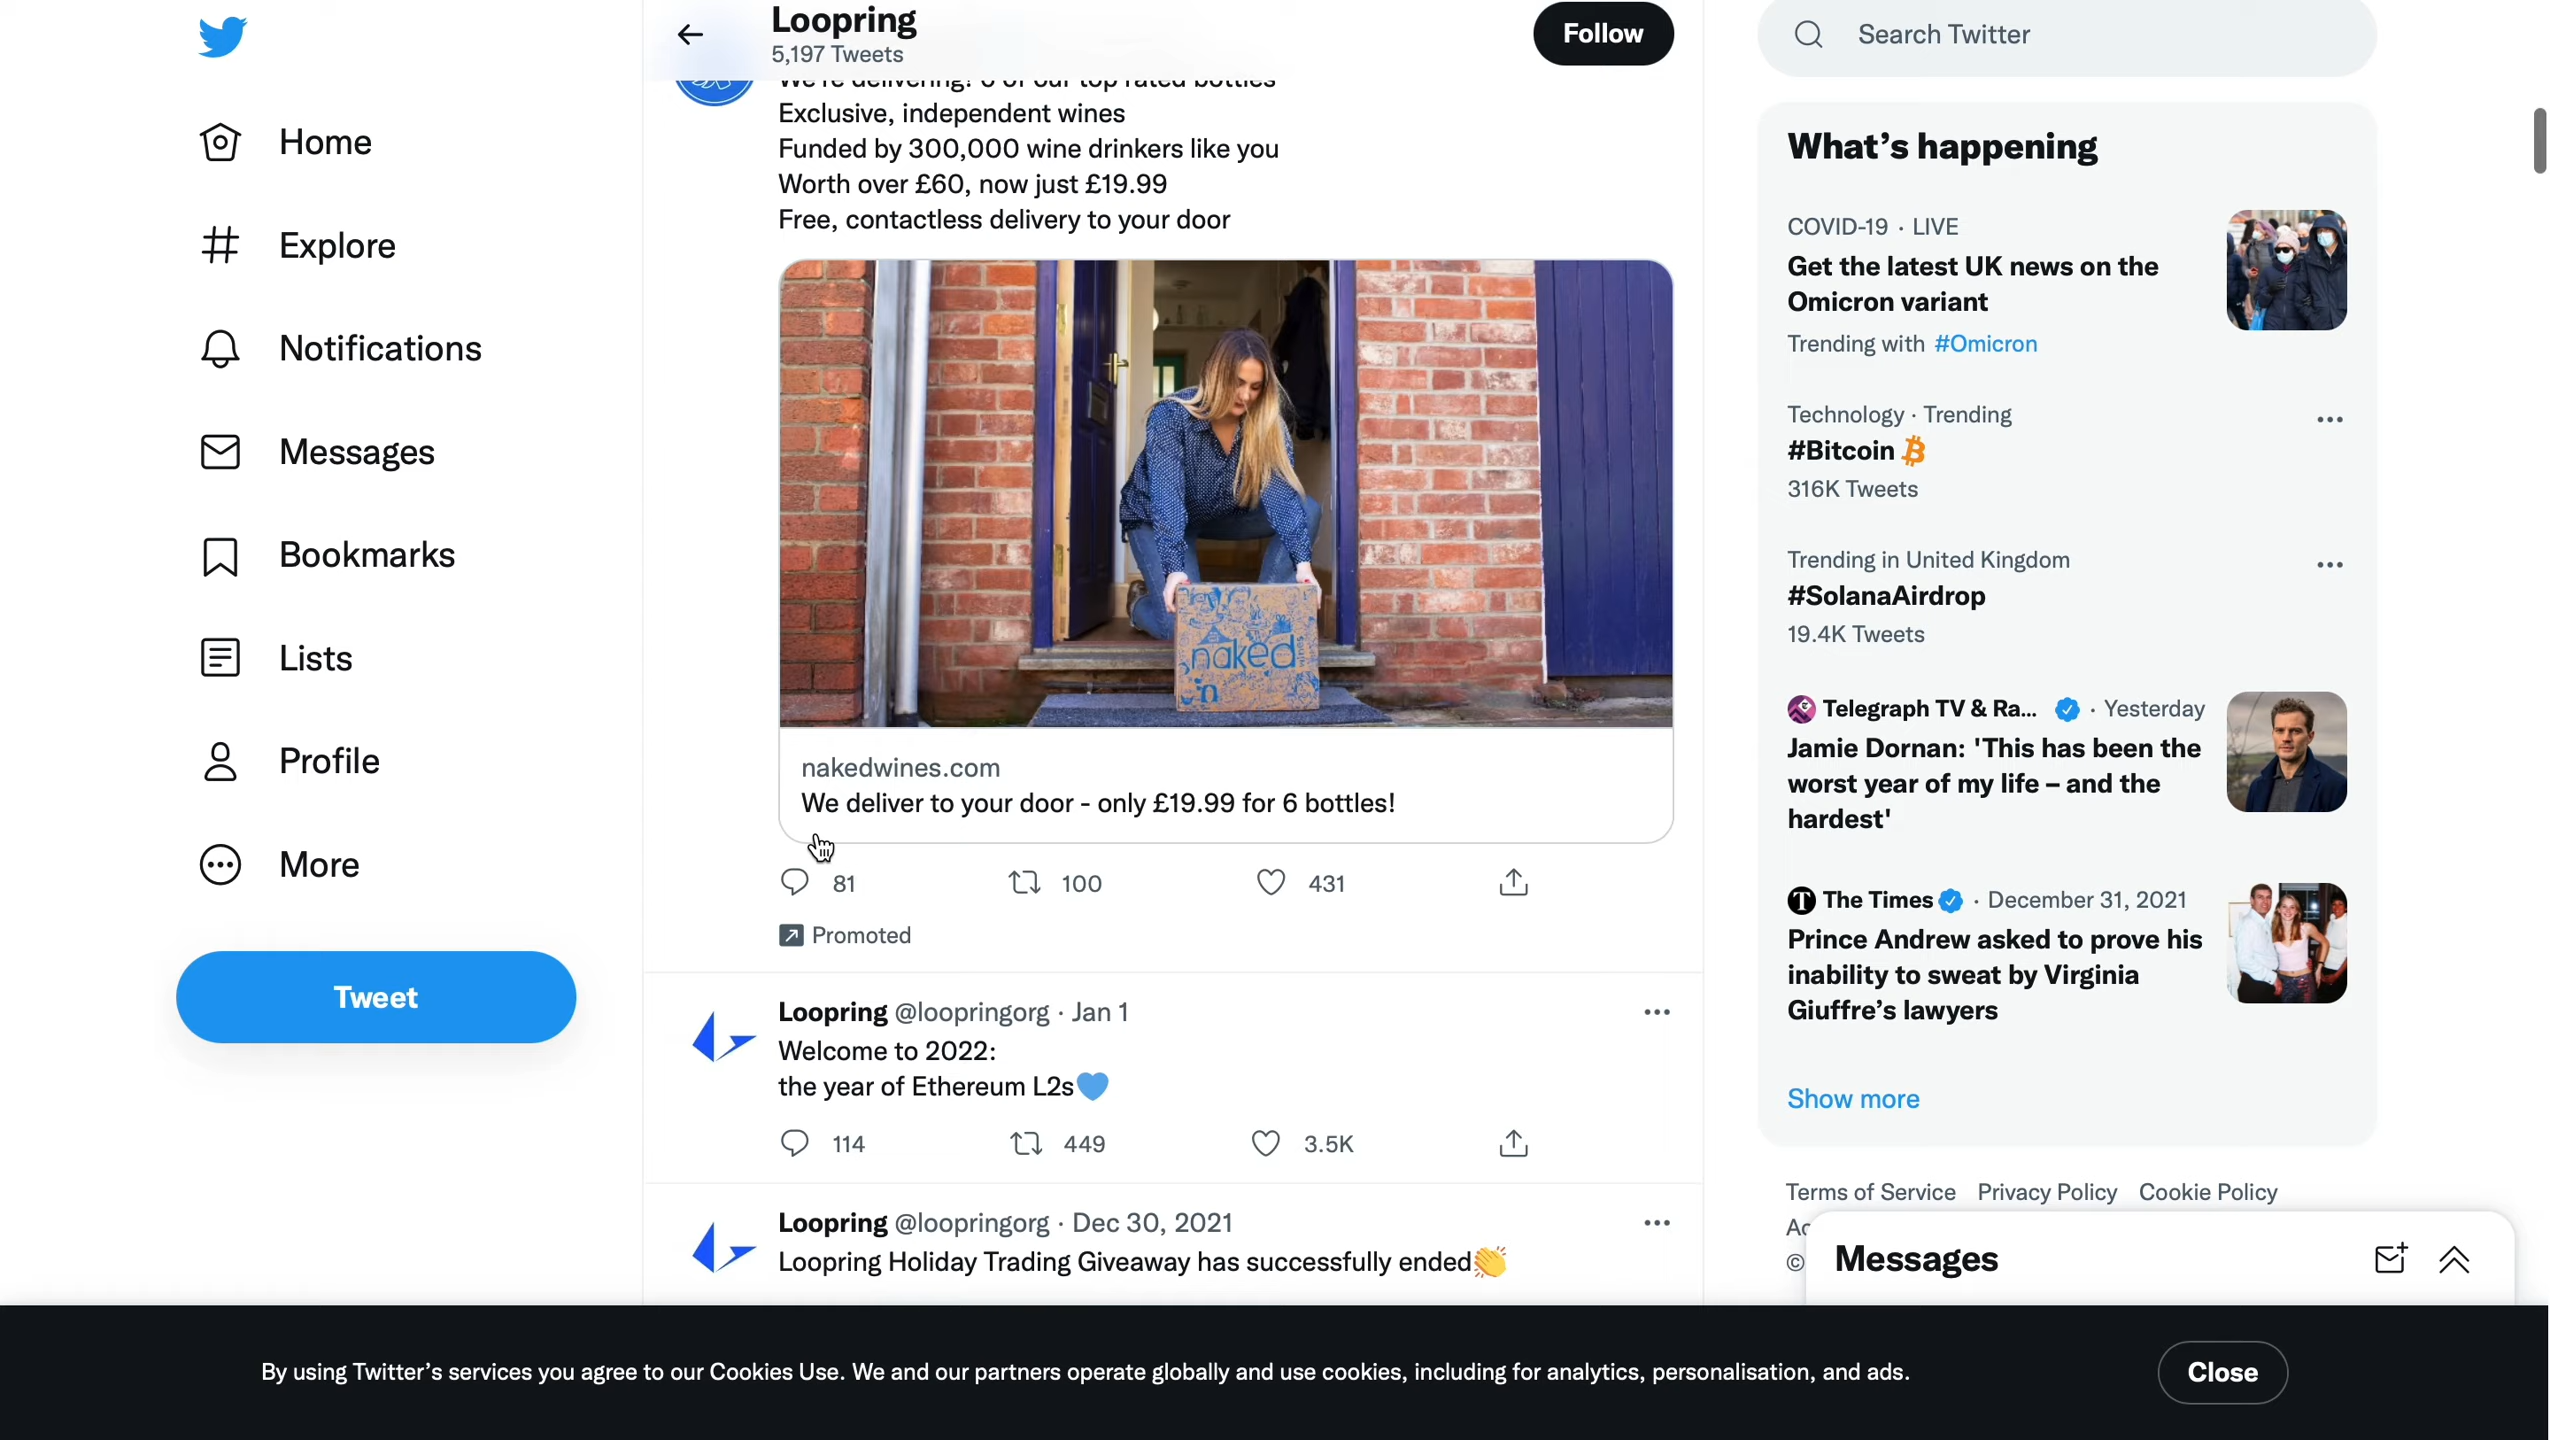 Loopring
5,197 Tweets
Follow
Search Twitter
Home
Explore
Notifications
Messages
Bookmarks
Lists
Profile
More
Tweet
We're delivering! 6 of our top rated bottles
Exclusive, independent wines
Funded by 300,000 wine drinkers like you
Worth over £60, now just £19.99
Free, contactless delivery to your door
naked
nakedwines.com
We deliver to your door - only £19.99 for 6 bottles!
81 100 431
Promoted
Loopring @loopringorg · Jan 1
Welcome to 2022:
the year of Ethereum L2s💙
114 449 3.5K
Loopring @loopringorg · Dec 30, 2021
Loopring Holiday Trading Giveaway has successfully ended👏
What's happening
COVID-19 · LIVE
Get the latest UK news on the
Omicron variant
Trending with #Omicron
Technology · Trending
#Bitcoin
316K Tweets
Trending in United Kingdom
#SolanaAirdrop
19.4K Tweets
Telegraph TV & Ra... · Yesterday
Jamie Dornan: 'This has been the
worst year of my life – and the
hardest'
The Times · December 31, 2021
Prince Andrew asked to prove his
inability to sweat by Virginia
Giuffre's lawyers
Show more
Terms of Service Privacy Policy Cookie Policy
©
Messages
By using Twitter's services you agree to our Cookies Use. We and our partners operate globally and use cookies, including for analytics, personalisation, and ads.
Close